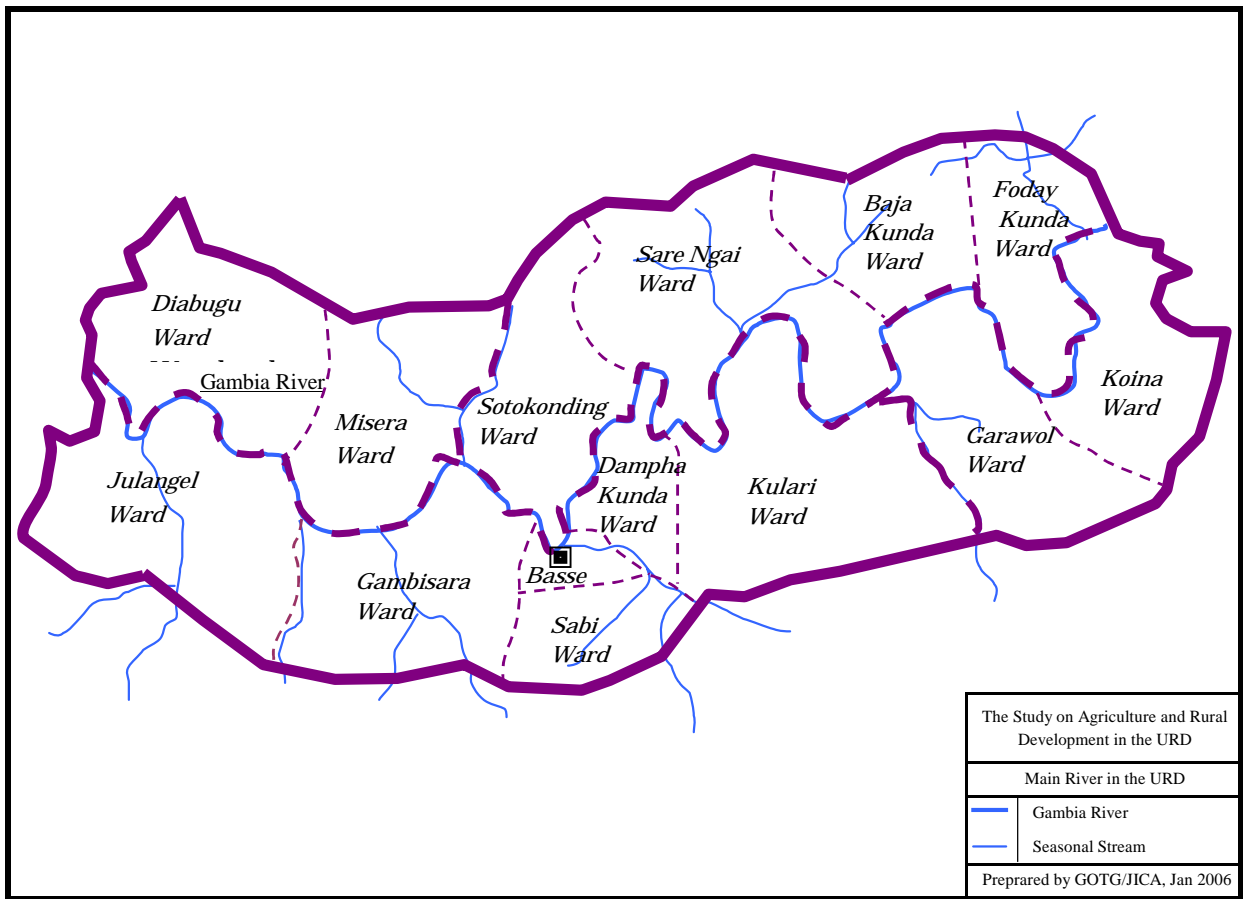 Foday
Kunda
Ward
Baja
Kunda
Ward
Sare Ngai
Ward
Diabugu
Ward
Gambia River
Koina
Ward
Sotokonding
Ward
Misera
Ward
Garawol
Ward
Dampha
Kunda
Ward
Julangel
Ward
Kulari
Ward
Basse
Gambisara
Ward
Sabi
Ward
The Study on Agriculture and Rural
Development in the URD
Main River in the URD
Gambia River
Seasonal Stream
Preprared by GOTG/JICA, Jan 2006